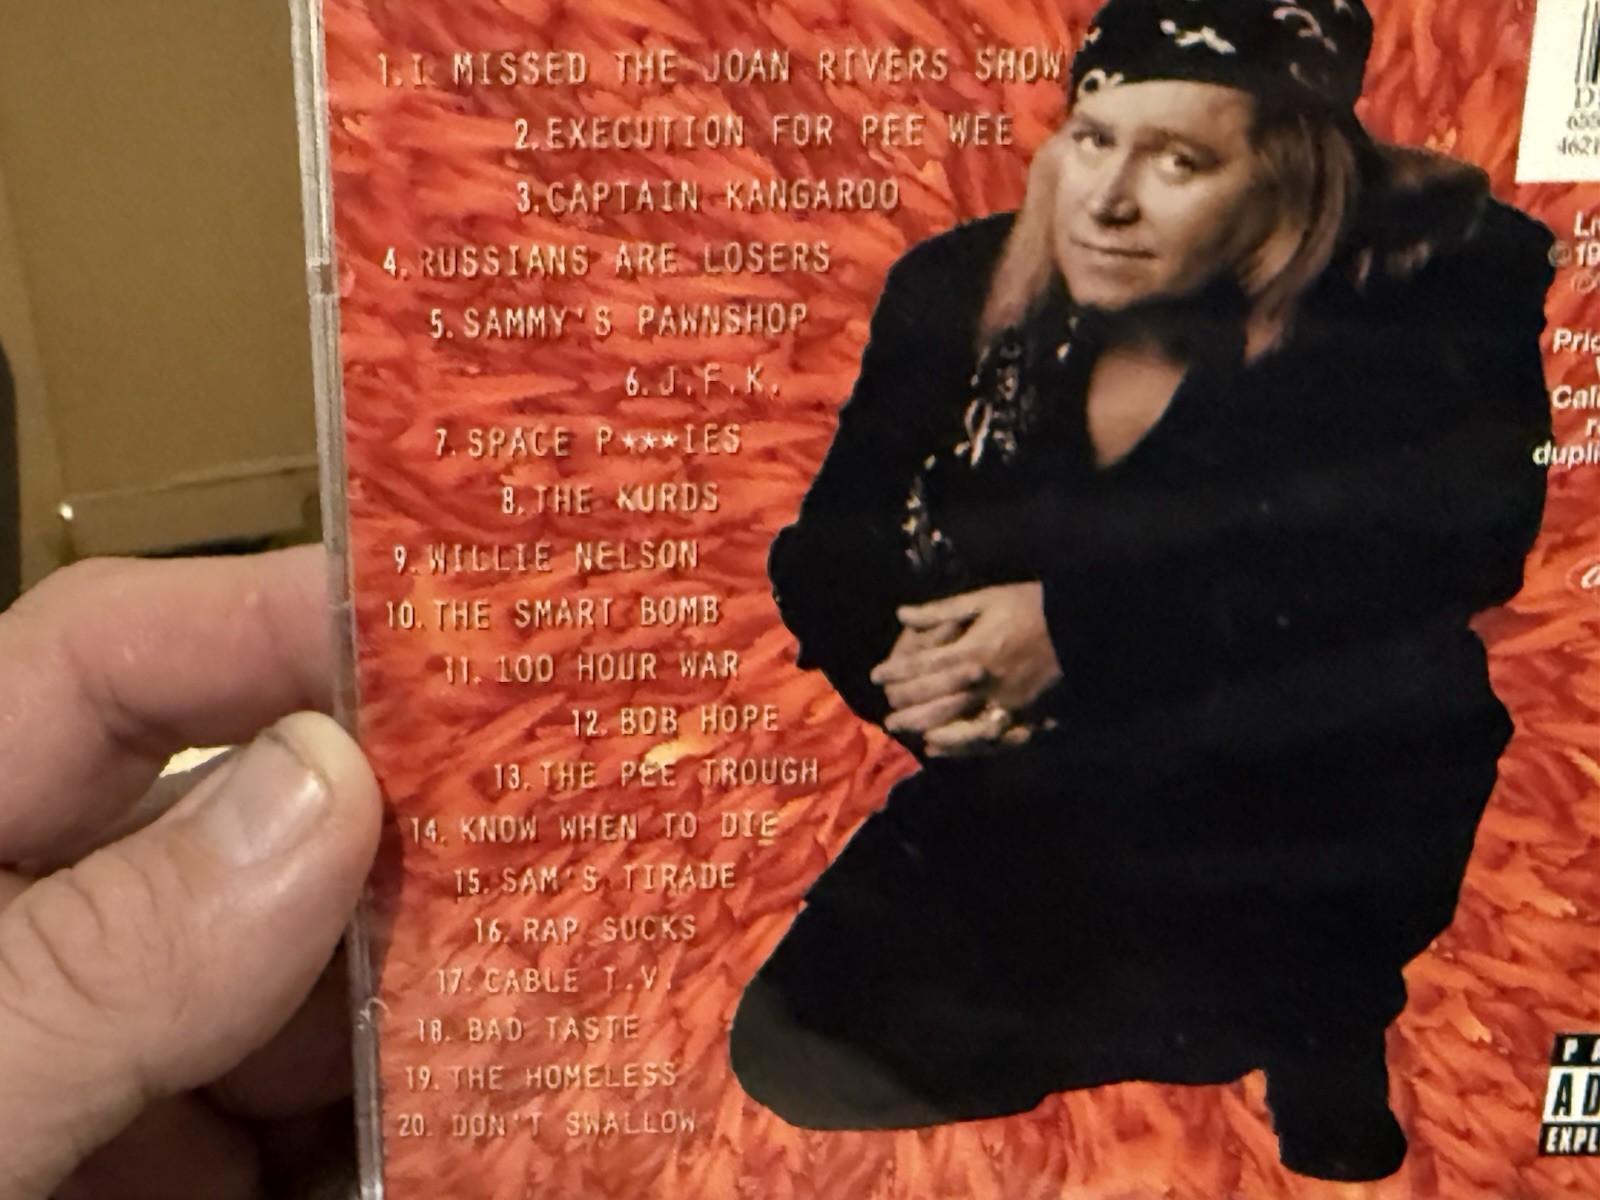 1. I MISSED THE JOAN RIVERS SHOW
2. EXECUTION FOR PEE WEE
3. CAPTAIN KANGAROO
4. RUSSIANS ARE LOSERS
5. SAMMY'S PAWNSHOP
6. J.F.K.
7. SPACE P***IES
8. THE KURDS
9. WILLIE NELSON
10. THE SMART BOMB
11. 100 HOUR WAR
12. BOB HOPE
13. THE PEE TROUGH
14. KNOW WHEN TO DIE
15. SAM'S TIRADE
16. RAP SUCKS
17. CABLE T.V.
18. BAD TASTE
19. THE HOMELESS
20. DON'T SWALLOW